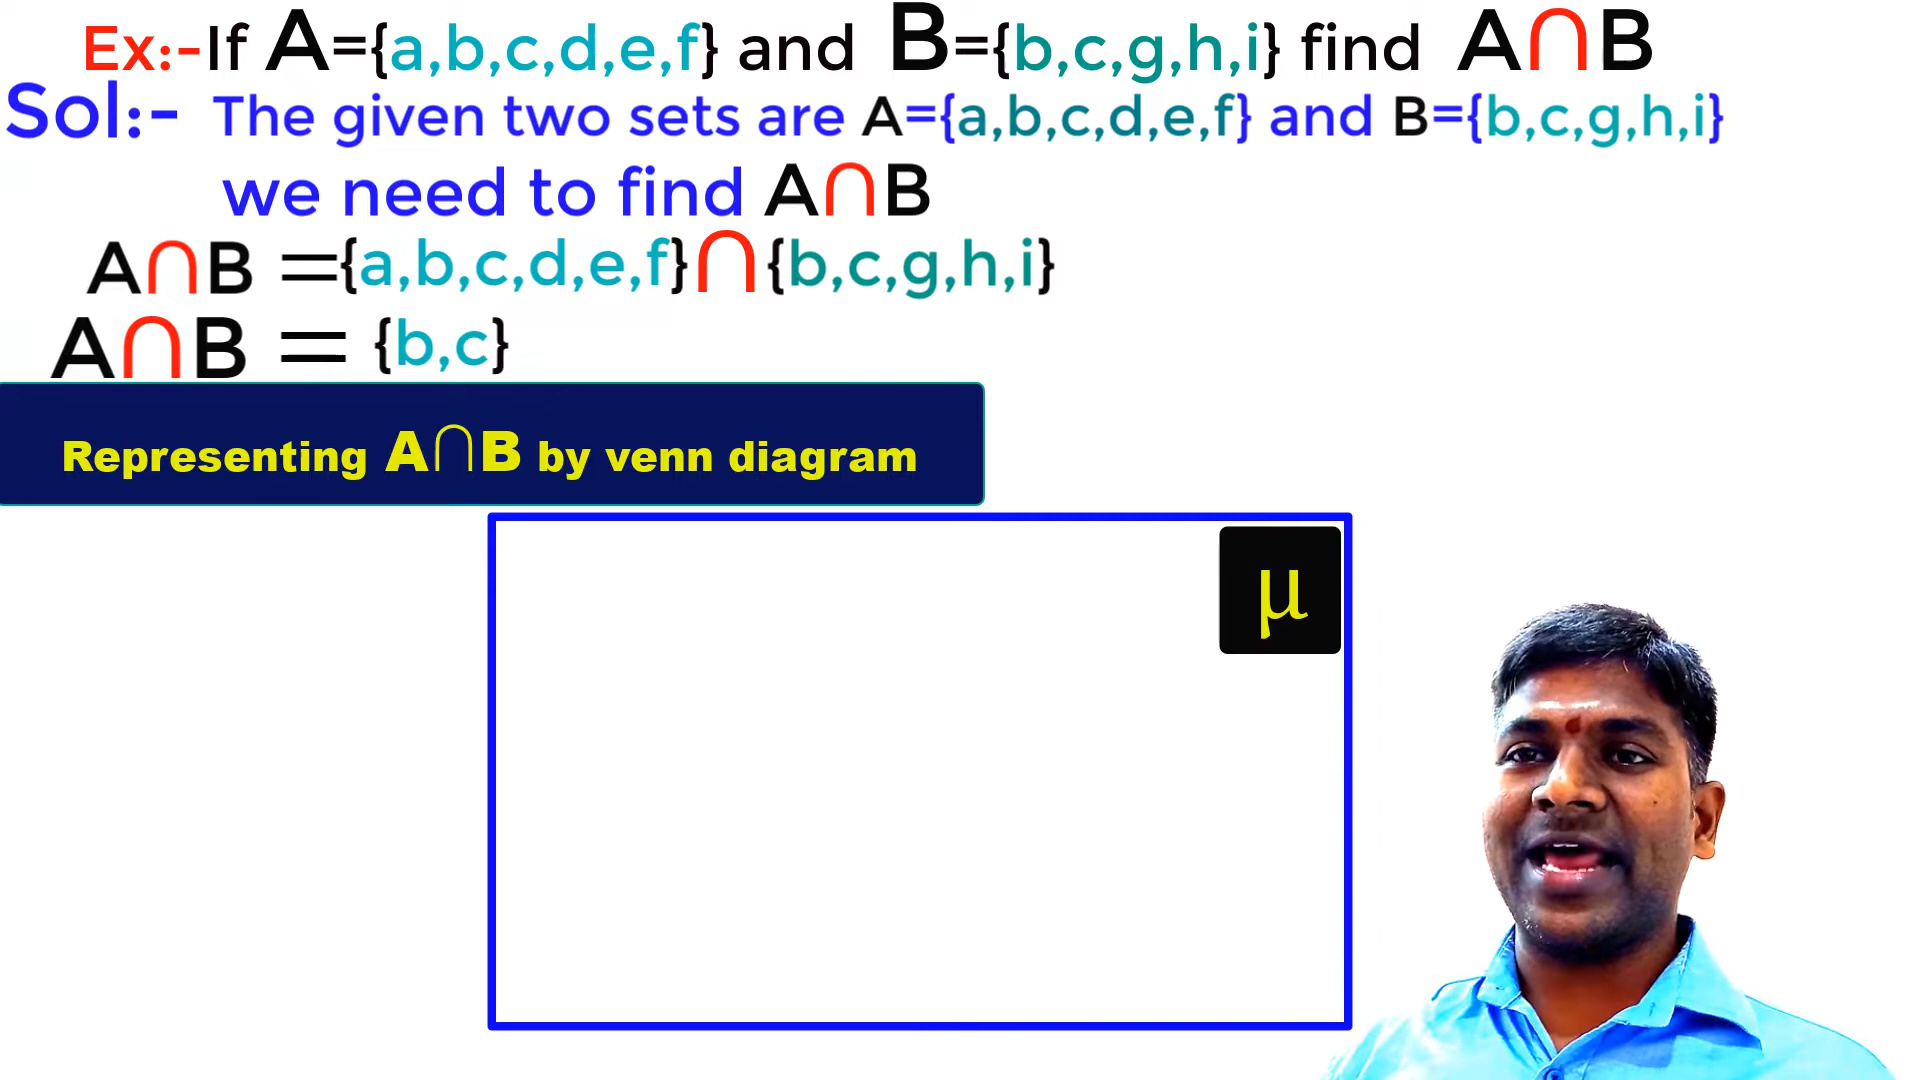 Ex:-If A={a,b,c,d,e,f} and B={b,c,g,h,i} find A∩B
Sol:- The given two sets are A={a,b,c,d,e,f} and B={b,c,g,h,i}
we need to find A∩B
A∩B ={a,b,c,d,e,f}∩{b,c,g,h,i}
A∩B = {b,c}
Representing A∩B by venn diagram
μ